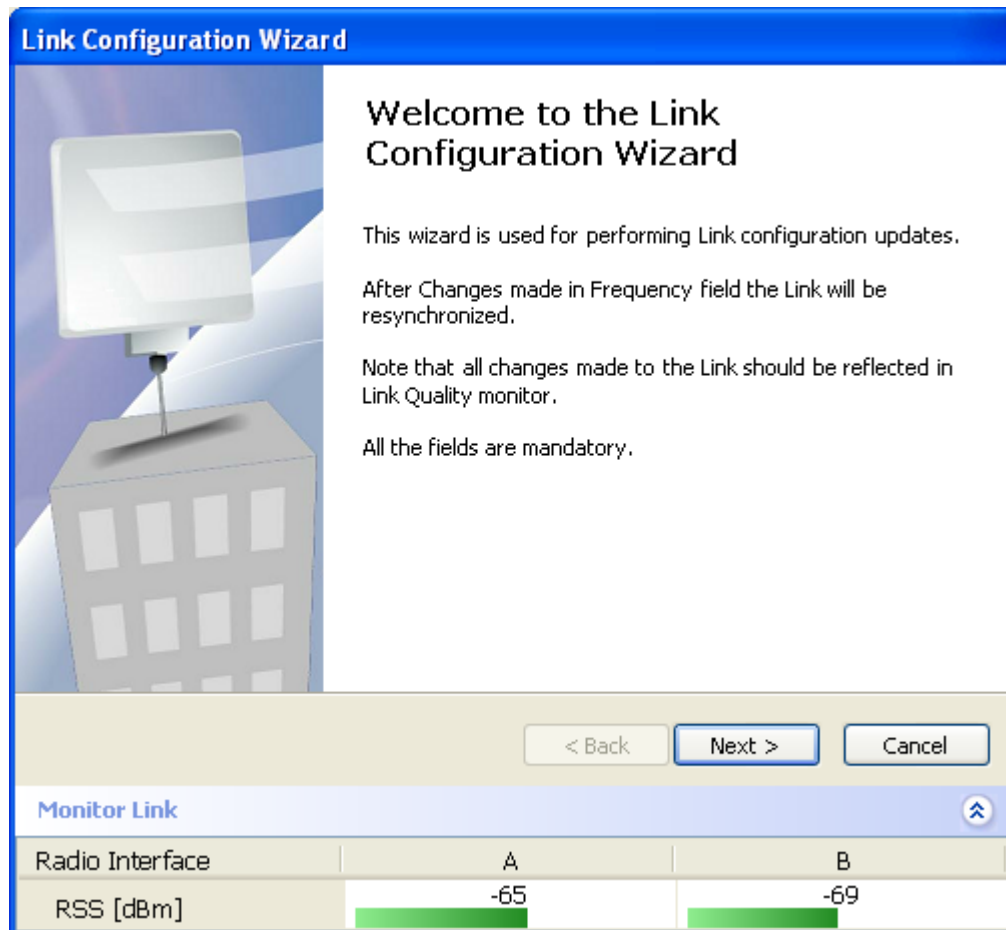 Link Configuration Wizard
Welcome to the Link
Configuration Wizard
This wizard is used for performing Link configuration updates.
After Changes made in Frequency field the Link will be
resynchronized.
Note that all changes made to the Link should be reflected in
Link Quality monitor.
All the fields are mandatory.
< Back Next > Cancel
Monitor Link
Radio Interface A B
RSS [dBm] -65 -69